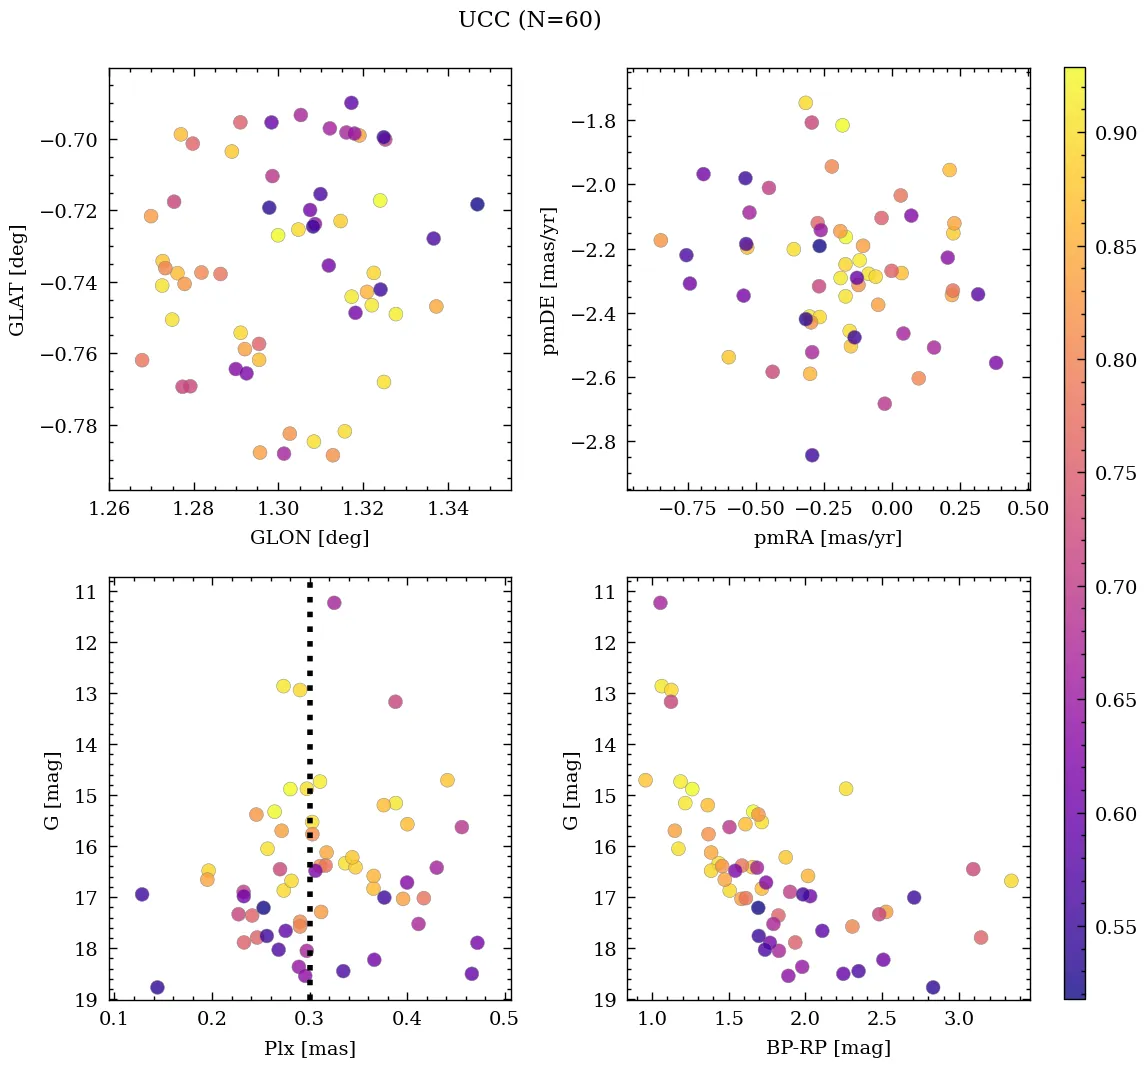 UCC (N=60)
−0.70
−0.72
−0.74
−0.76
−0.78
GLAT [deg]
1.26 1.28 1.30 1.32 1.34
GLON [deg]
−1.8
−2.0
−2.2
−2.4
−2.6
−2.8
pmDE [mas/yr]
−0.75 −0.50 −0.25 0.00 0.25 0.50
pmRA [mas/yr]
11
12
13
14
15
16
17
18
19
G [mag]
0.1 0.2 0.3 0.4 0.5
Plx [mas]
11
12
13
14
15
16
17
18
19
G [mag]
1.0 1.5 2.0 2.5 3.0
BP-RP [mag]
0.90
0.85
0.80
0.75
0.70
0.65
0.60
0.55